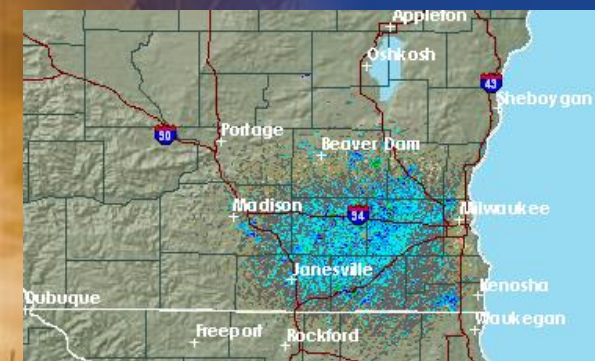 Appleton
Oshkosh
43
Sheboygan
90
Portage
Beaver Dam
Madison
94
Milwaukee
Janesville
Kenosha
Dubuque
Waukegan
Freeport
Rockford